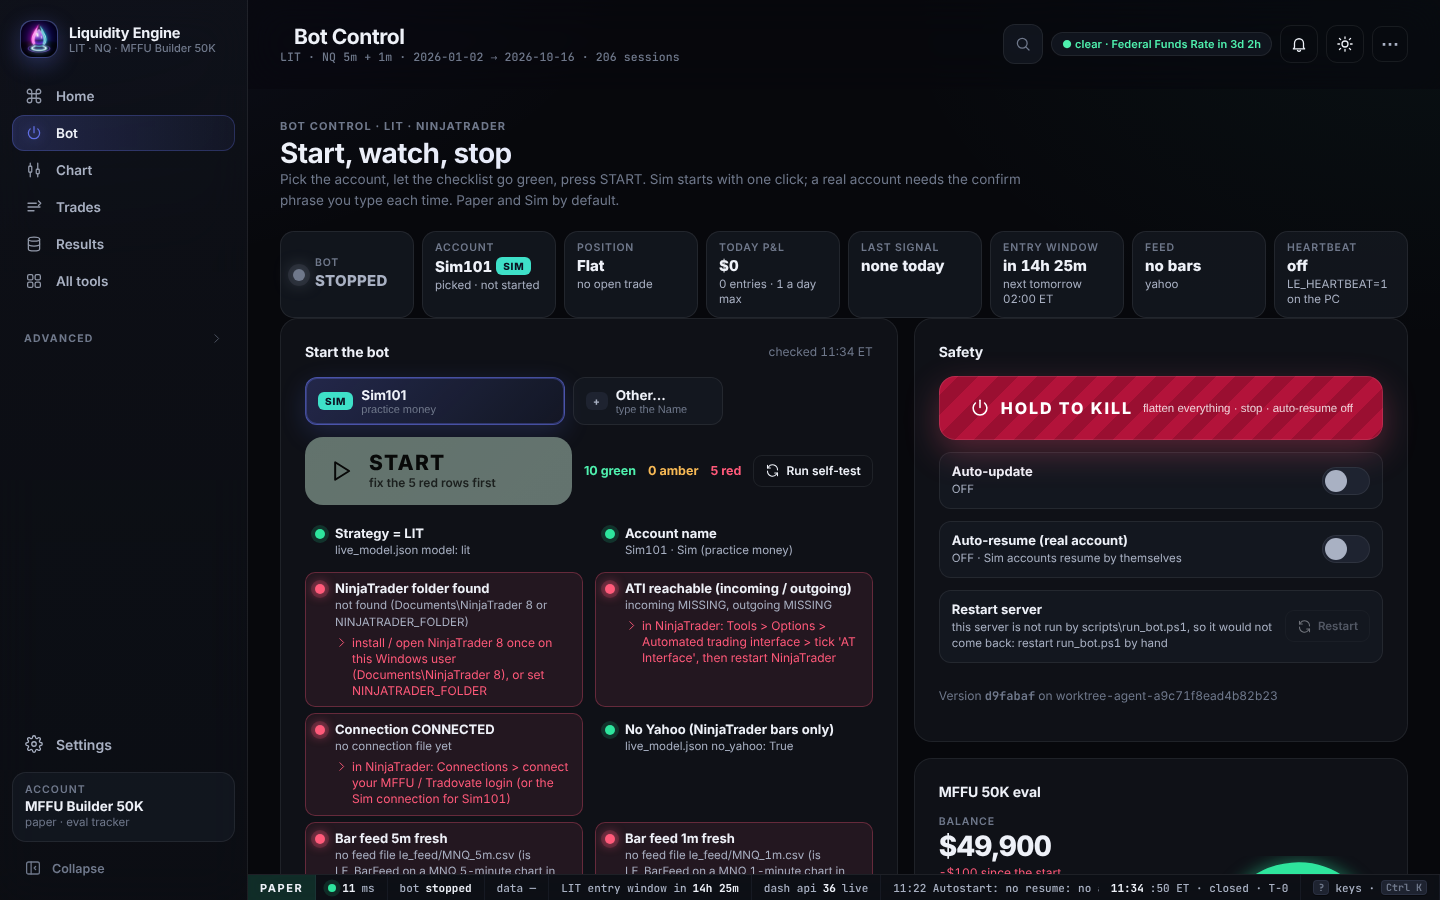 Liquidity Engine
LIT · NQ · MFFU Builder 50K
Home
Bot
Chart
Trades
Results
All tools
ADVANCED
Settings
ACCOUNT
MFFU Builder 50K
paper · eval tracker
Collapse
Bot Control
LIT · NQ 5m + 1m · 2026-01-02 → 2026-10-16 · 206 sessions
clear · Federal Funds Rate in 3d 2h
BOT CONTROL · LIT · NINJATRADER
Start, watch, stop
Pick the account, let the checklist go green, press START. Sim starts with one click; a real account needs the confirm
phrase you type each time. Paper and Sim by default.
BOT
STOPPED
ACCOUNT
Sim101 SIM
picked · not started
POSITION
Flat
no open trade
TODAY P&L
$0
0 entries · 1 a day
max
LAST SIGNAL
none today
ENTRY WINDOW
in 14h 25m
next tomorrow
02:00 ET
FEED
no bars
yahoo
HEARTBEAT
off
LE_HEARTBEAT=1
on the PC
Start the bot
checked 11:34 ET
SIM
Sim101
practice money
+
Other...
type the Name
START
fix the 5 red rows first
10 green 0 amber 5 red
Run self-test
Strategy = LIT
live_model.json model: lit
Account name
Sim101 · Sim (practice money)
NinjaTrader folder found
not found (Documents\NinjaTrader 8 or
NINJATRADER_FOLDER)
install / open NinjaTrader 8 once on
this Windows user
(Documents\NinjaTrader 8), or set
NINJATRADER_FOLDER
ATI reachable (incoming / outgoing)
incoming MISSING, outgoing MISSING
in NinjaTrader: Tools > Options >
Automated trading interface > tick 'AT
Interface', then restart NinjaTrader
Connection CONNECTED
no connection file yet
in NinjaTrader: Connections > connect
your MFFU / Tradovate login (or the
Sim connection for Sim101)
No Yahoo (NinjaTrader bars only)
live_model.json no_yahoo: True
Bar feed 5m fresh
no feed file le_feed/MNQ_5m.csv (is
LE_BarFeed on a MNQ 5-minute chart in
Bar feed 1m fresh
no feed file le_feed/MNQ_1m.csv (is
LE_BarFeed on a MNQ 1-minute chart in
Safety
HOLD TO KILL flatten everything · stop · auto-resume off
Auto-update
OFF
Auto-resume (real account)
OFF · Sim accounts resume by themselves
Restart server
this server is not run by scripts\run_bot.ps1, so it would not
come back: restart run_bot.ps1 by hand
Restart
Version d9fabaf on worktree-agent-a9c71f8ead4b82b23
MFFU 50K eval
BALANCE
$49,900
-$100 since the start
PAPER
11 ms
bot stopped
data —
LIT entry window in 14h 25m
dash api 36 live
11:22 Autostart: no resume: no
11:34 :50 ET · closed · T-0
? keys · Ctrl K